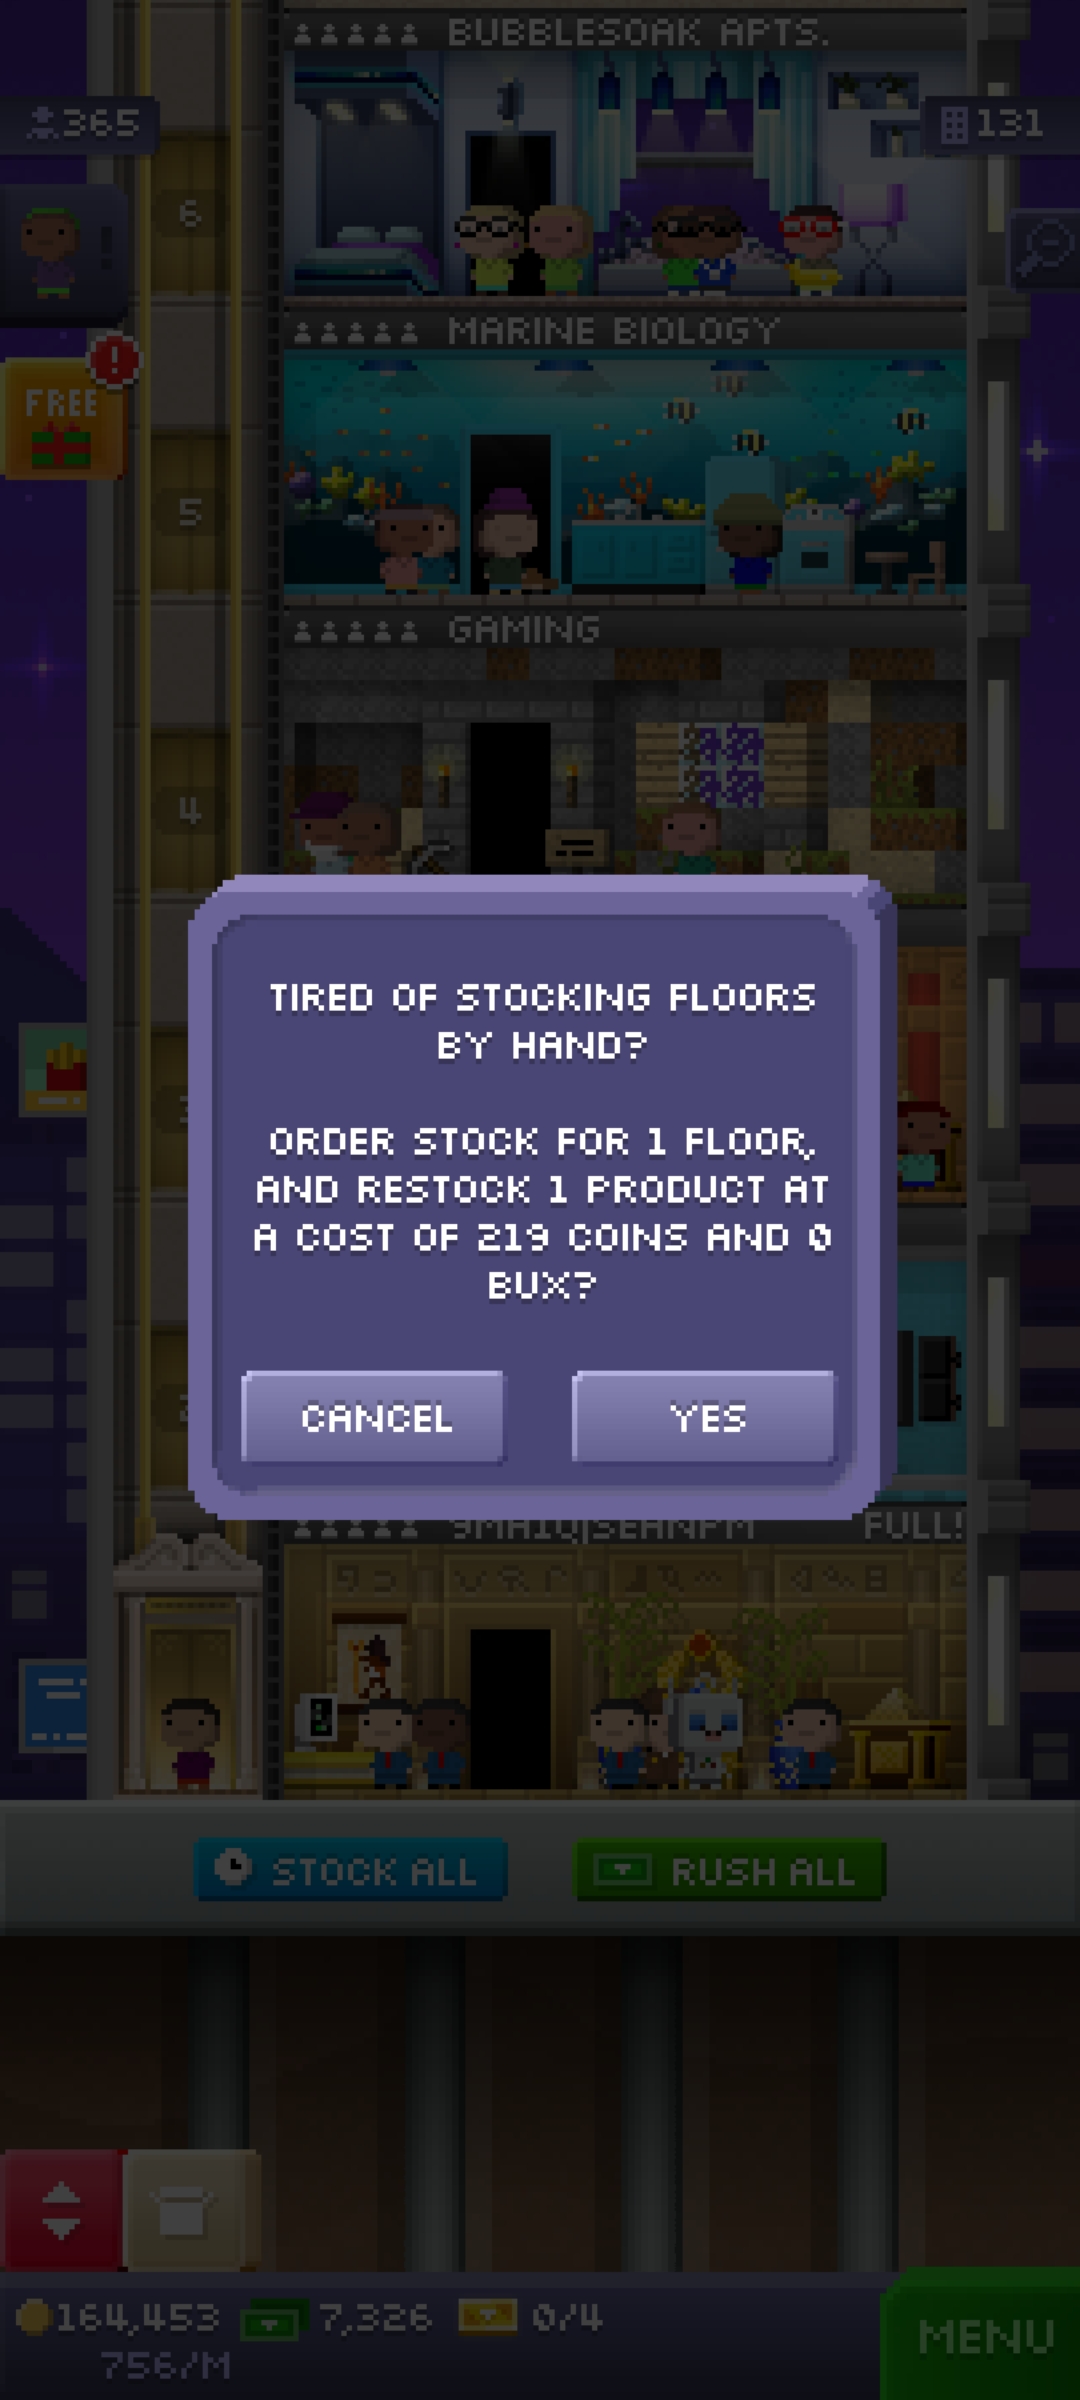 BUBBLESOAK APTS.
365
131
6
MARINE BIOLOGY
FREE
!
5
GAMING
4
TIRED OF STOCKING FLOORS
BY HAND?
ORDER STOCK FOR 1 FLOOR,
AND RESTOCK 1 PRODUCT AT
A COST OF 219 COINS AND 0
BUX?
CANCEL
YES
FULL!
STOCK ALL
RUSH ALL
164,453
7,326
0/4
756/M
MENU